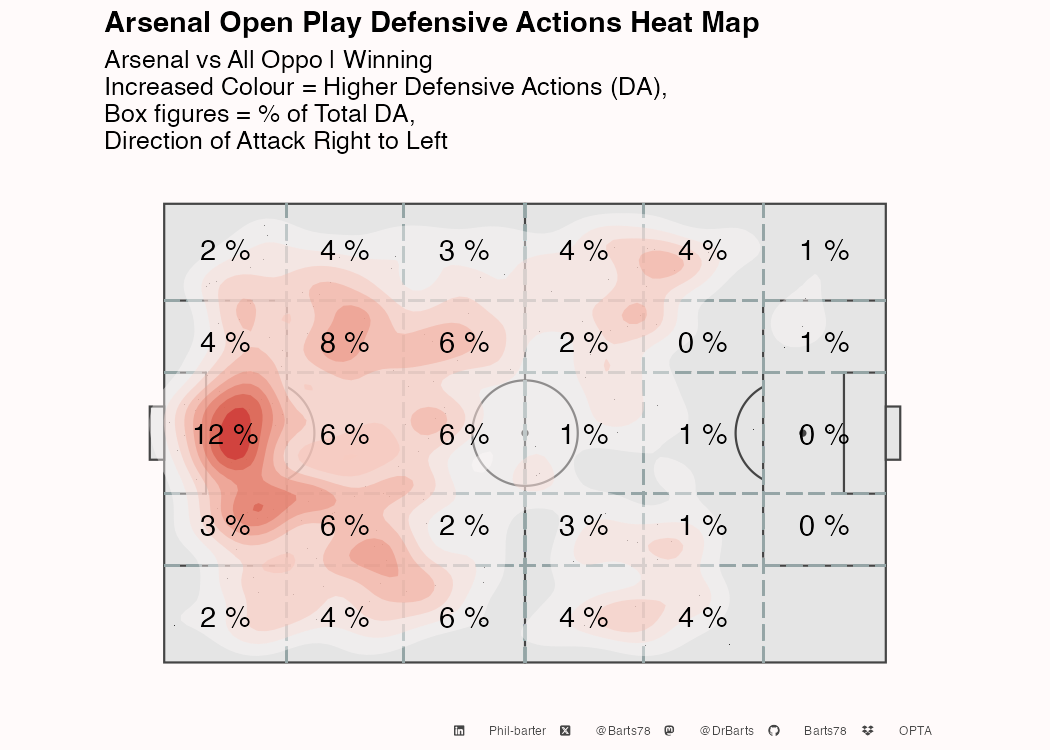 Arsenal Open Play Defensive Actions Heat Map
Arsenal vs All Oppo | Winning
Increased Colour = Higher Defensive Actions (DA),
Box figures = % of Total DA,
Direction of Attack Right to Left
2 % 4 % 3 % 4 % 4 % 1 %
4 % 8 % 6 % 2 % 0 % 1 %
12 % 6 % 6 % 1 % 1 % 0 %
3 % 6 % 2 % 3 % 1 % 0 %
2 % 4 % 6 % 4 % 4 %
Phil-barter @Barts78 @DrBarts Barts78 OPTA